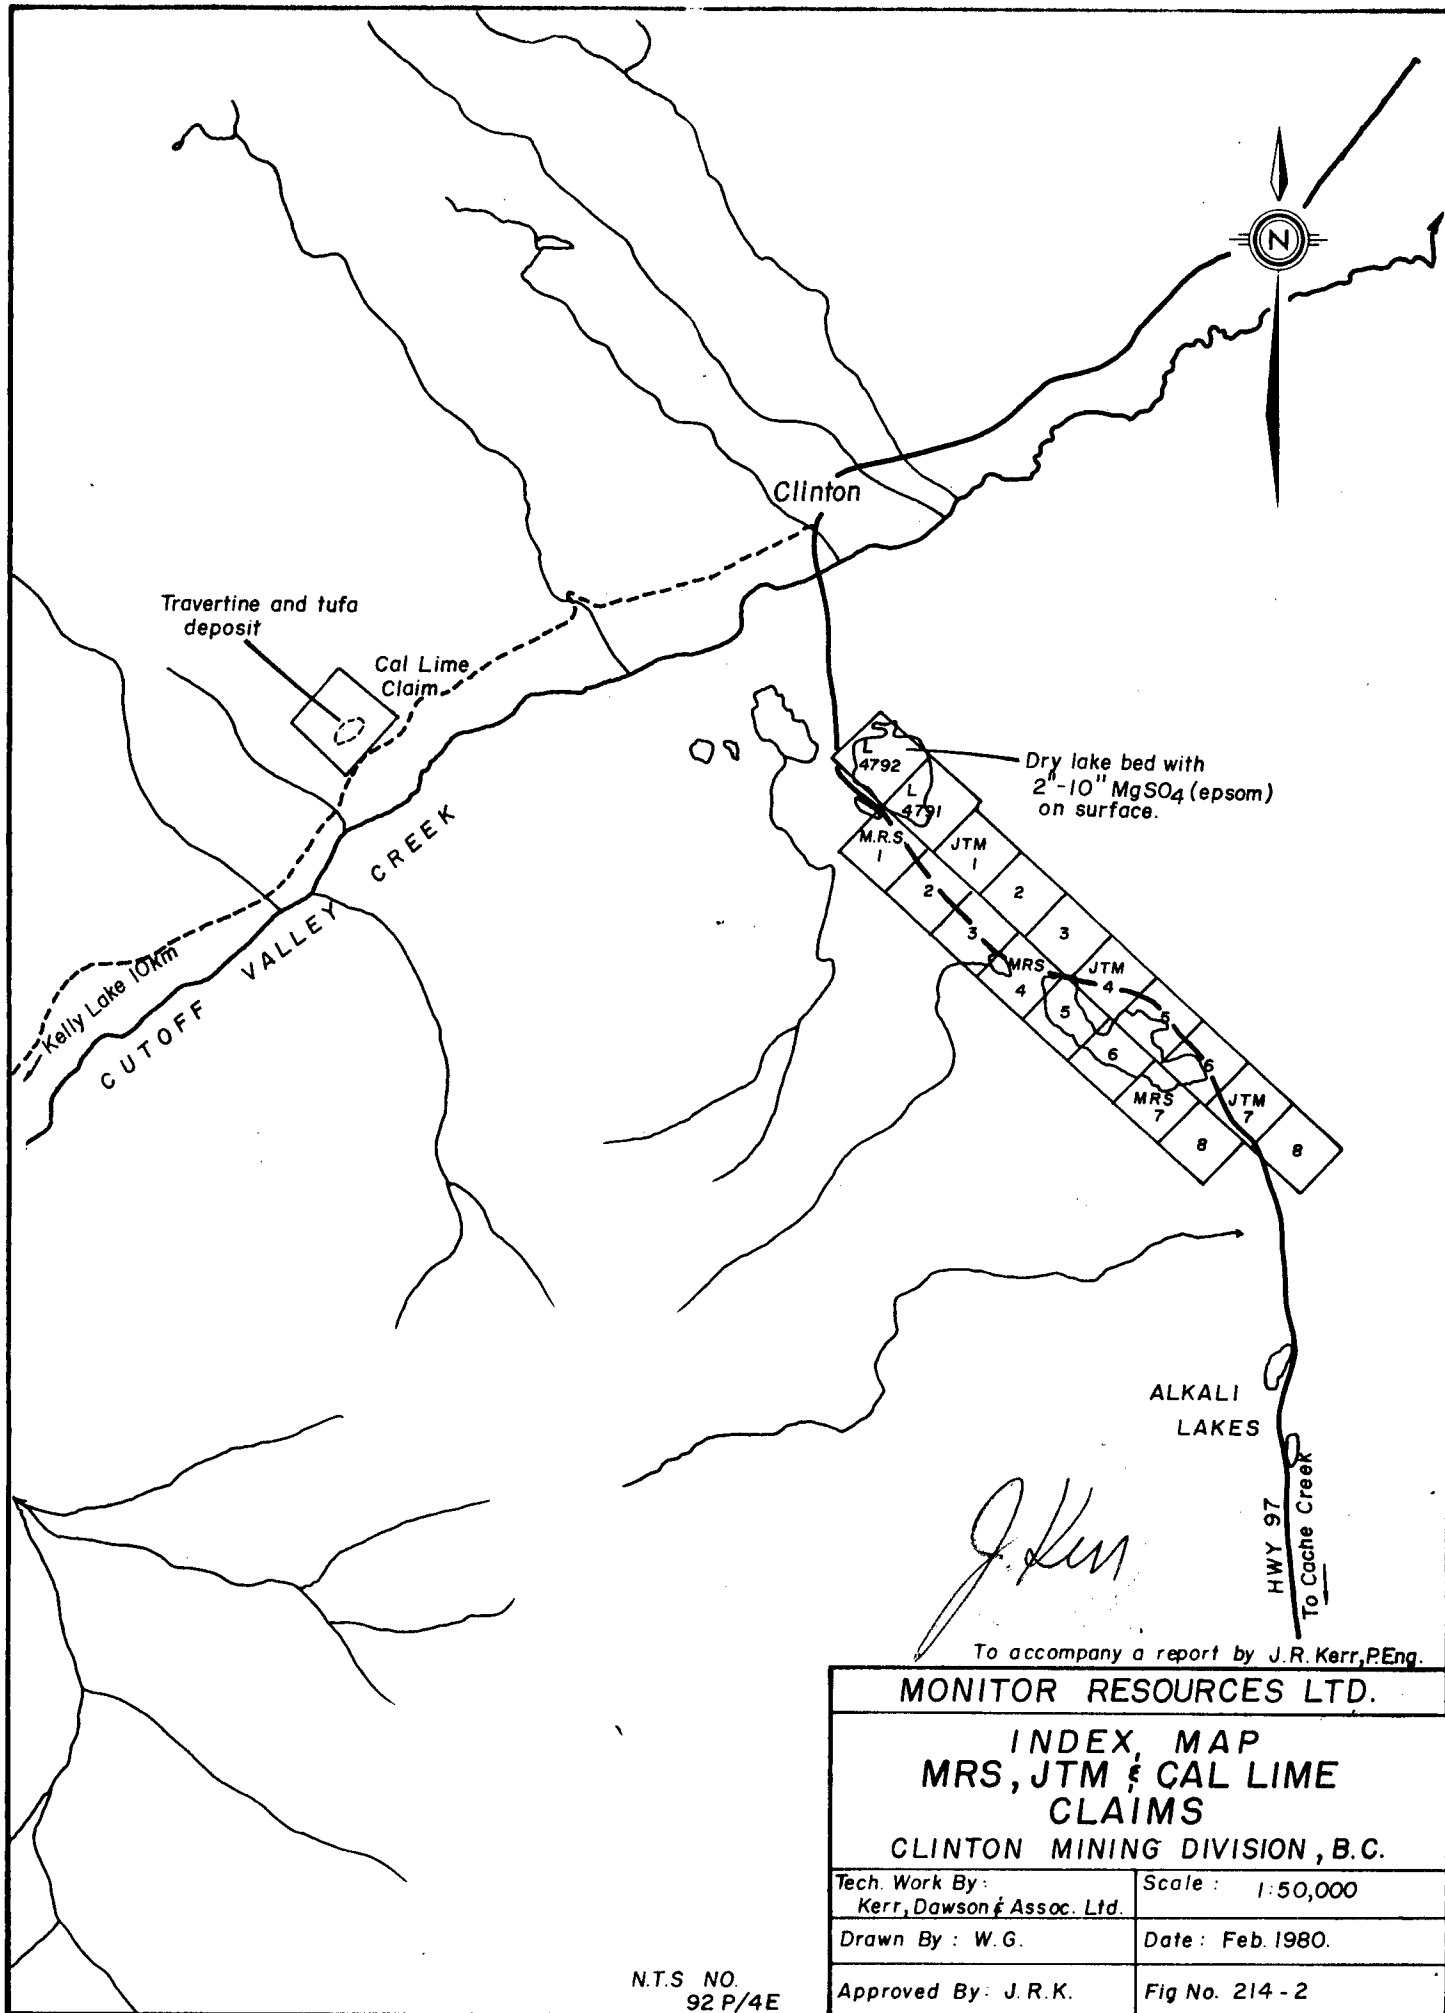 N
Clinton
Travertine and tufa
deposit
Cal Lime
Claim
Dry lake bed with
2"-10" MgSO4 (epsom)
on surface.
L
4792
L
4791
M.R.S
1
JTM
1
2
2
3
3
MRS
4
JTM
4
5
5
6
6
MRS
7
JTM
7
8
8
Kelly Lake 10km
CUTOFF VALLEY CREEK
ALKALI
LAKES
HWY 97
To Cache Creek
J. Kerr
To accompany a report by J.R. Kerr, P.Eng.
MONITOR RESOURCES LTD.
INDEX MAP
MRS, JTM & CAL LIME
CLAIMS
CLINTON MINING DIVISION, B.C.
Tech. Work By:
Kerr, Dawson & Assoc. Ltd.
Scale: 1:50,000
Drawn By: W.G.
Date: Feb. 1980.
Approved By: J.R.K.
Fig No. 214-2
N.T.S NO.
92 P/4E